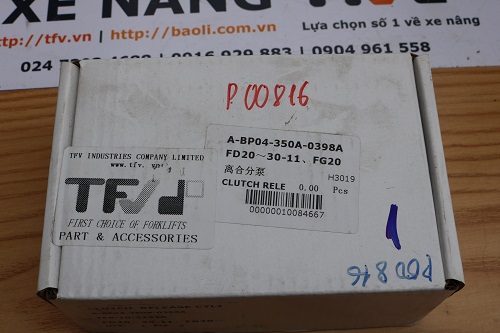 XE NÂNG TFV
http://tfv.vn | http://baoli.com.vn
Lựa chọn số 1 về xe nâng
0916 929 883 | 0904 961 558
P00816
A-BP04-350A-0398A
FD20～30-11、FG20
离合分泵
H3019
CLUTCH RELE 0.00 Pcs
00000010084667
TFV INDUSTRIES COMPANY LIMITED
www.tfv.vn
TFV
FIRST CHOICE OF FORKLIFTS
PART & ACCESSORIES
1
P00816